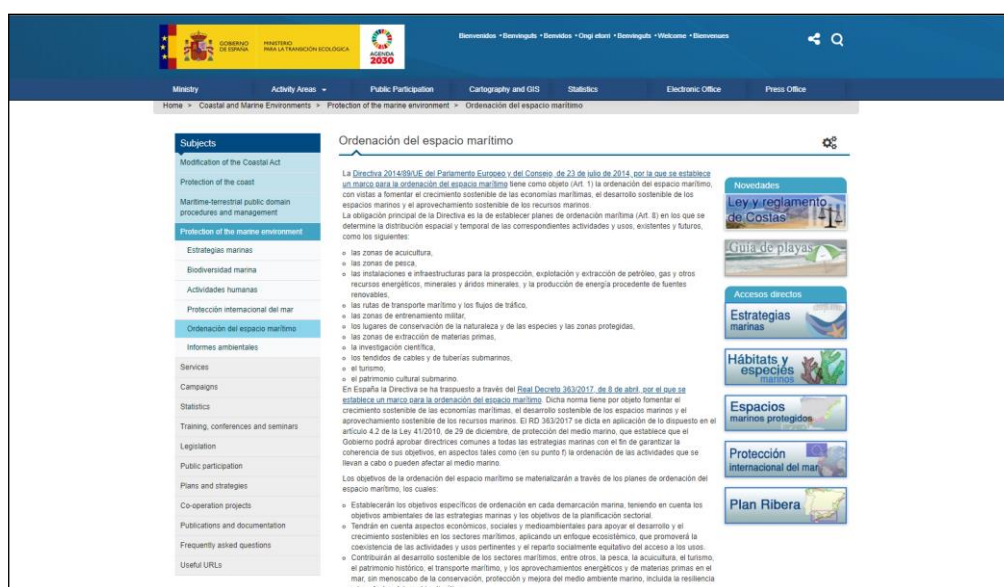 GOBIERNO
DE ESPAÑA
MINISTERIO
PARA LA TRANSICIÓN ECOLÓGICA
AGENDA
2030
Bienvenidos • Benvinguts • Benvidos • Ongi etorri • Benvinguts • Welcome • Bienvenues
Ministry
Activity Areas
Public Participation
Cartography and GIS
Statistics
Electronic Office
Press Office
Home > Coastal and Marine Environments > Protection of the marine environment > Ordenación del espacio marítimo
Subjects
Modification of the Coastal Act
Protection of the coast
Maritime-terrestrial public domain
procedures and management
Protection of the marine environment
Estrategias marinas
Biodiversidad marina
Actividades humanas
Protección internacional del mar
Ordenación del espacio marítimo
Informes ambientales
Services
Campaigns
Statistics
Training, conferences and seminars
Legislation
Public participation
Plans and strategies
Co-operation projects
Publications and documentation
Frequently asked questions
Useful URLs
Ordenación del espacio marítimo
La Directiva 2014/89/UE del Parlamento Europeo y del Consejo, de 23 de julio de 2014, por la que se establece
un marco para la ordenación del espacio marítimo tiene como objeto (Art. 1) la ordenación del espacio marítimo,
con vistas a fomentar el crecimiento sostenible de las economías marítimas, el desarrollo sostenible de los
espacios marinos y el aprovechamiento sostenible de los recursos marinos.
La obligación principal de la Directiva es la de establecer planes de ordenación marítima (Art. 8) en los que se
determine la distribución espacial y temporal de las correspondientes actividades y usos, existentes y futuros,
como los siguientes:
las zonas de acuicultura,
las zonas de pesca,
las instalaciones e infraestructuras para la prospección, explotación y extracción de petróleo, gas y otros
recursos energéticos, minerales y áridos minerales, y la producción de energía procedente de fuentes
renovables,
las rutas de transporte marítimo y los flujos de tráfico,
las zonas de entrenamiento militar,
los lugares de conservación de la naturaleza y de las especies y las zonas protegidas,
las zonas de extracción de materias primas,
la investigación científica,
los tendidos de cables y de tuberías submarinos,
el turismo,
el patrimonio cultural submarino.
En España la Directiva se ha traspuesto a través del Real Decreto 363/2017, de 8 de abril, por el que se
establece un marco para la ordenación del espacio marítimo. Dicha norma tiene por objeto fomentar el
crecimiento sostenible de las economías marítimas, el desarrollo sostenible de los espacios marinos y el
aprovechamiento sostenible de los recursos marinos. El RD 363/2017 se dicta en aplicación de lo dispuesto en el
artículo 4.2 de la Ley 41/2010, de 29 de diciembre, de protección del medio marino, que establece que el
Gobierno podrá aprobar directrices comunes a todas las estrategias marinas con el fin de garantizar la
coherencia de sus objetivos, en aspectos tales como (en su punto f) la ordenación de las actividades que se
llevan a cabo o pueden afectar al medio marino.
Los objetivos de la ordenación del espacio marítimo se materializarán a través de los planes de ordenación del
espacio marítimo, los cuales:
Establecerán los objetivos específicos de ordenación en cada demarcación marina, teniendo en cuenta los
objetivos ambientales de las estrategias marinas y los objetivos de la planificación sectorial.
Tendrán en cuenta aspectos económicos, sociales y medioambientales para apoyar el desarrollo y el
crecimiento sostenibles en los sectores marítimos, aplicando un enfoque ecosistémico, que promoverá la
coexistencia de las actividades y usos pertinentes y el reparto socialmente equitativo del acceso a los usos.
Contribuirán al desarrollo sostenible de los sectores marítimos, entre otros, la pesca, la acuicultura, el turismo,
el patrimonio histórico, el transporte marítimo, y los aprovechamientos energéticos y de materias primas en el
mar, sin menoscabo de la conservación, protección y mejora del medio ambiente marino, incluida la resiliencia
Novedades
Ley y reglamento
de Costas
Guía de playas
Accesos directos
Estrategias
marinas
Hábitats y
especies
marinos
Espacios
marinos protegidos
Protección
internacional del mar
Plan Ribera